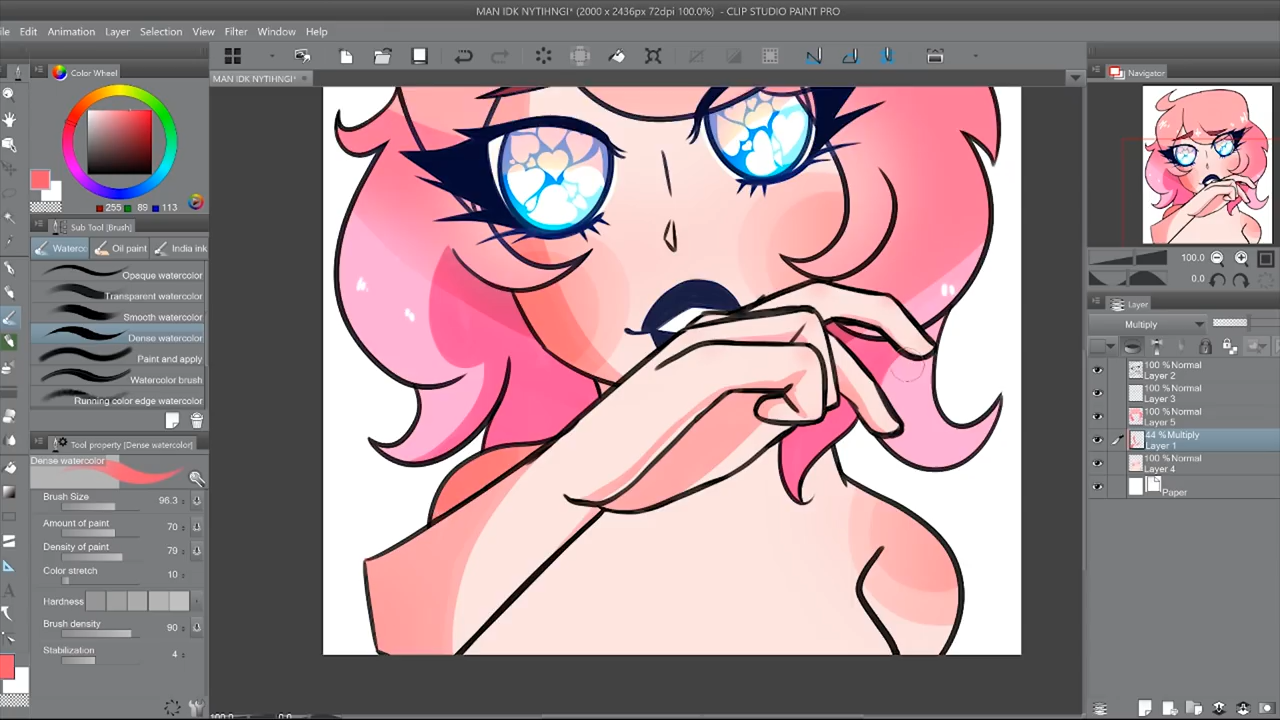 MAN IDK NYTIHNGI* (2000 x 2436px 72dpi 100.0%) - CLIP STUDIO PAINT PRO
ile Edit Animation Layer Selection View Filter Window Help
Color Wheel
MAN IDK NYTIHNGI*
Navigator
255 89 113
Sub Tool [Brush]
Waterco Oil paint India ink
Opaque watercolor
Transparent watercolor
Smooth watercolor
Dense watercolor
Paint and apply
Watercolor brush
Running color edge watercolor
Tool property [Dense watercolor]
Dense watercolor
Brush Size 96.3
Amount of paint 70
Density of paint 79
Color stretch 10
Hardness
Brush density 90
Stabilization 4
100.0 0.0
100.0
0.0
Layer
Multiply
100 % Normal
Layer 2
100 % Normal
Layer 3
100 % Normal
Layer 5
44 % Multiply
Layer 1
100 % Normal
Layer 4
Paper